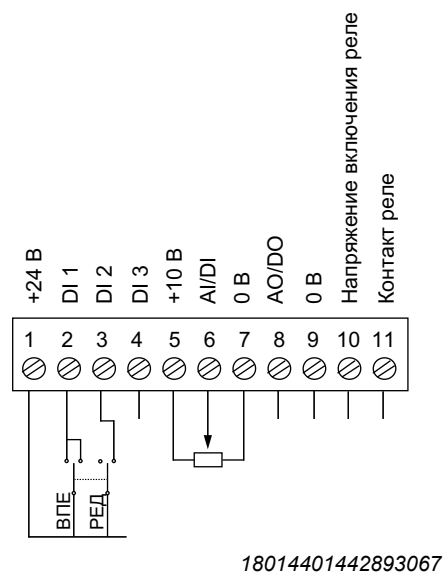 +24 В
DI 1
DI 2
DI 3
+10 В
AI/DI
0 В
AO/DO
0 В
Напряжение включения реле
Контакт реле
1 2 3 4 5 6 7 8 9 10 11
ВПЕ
РЕД
18014401442893067